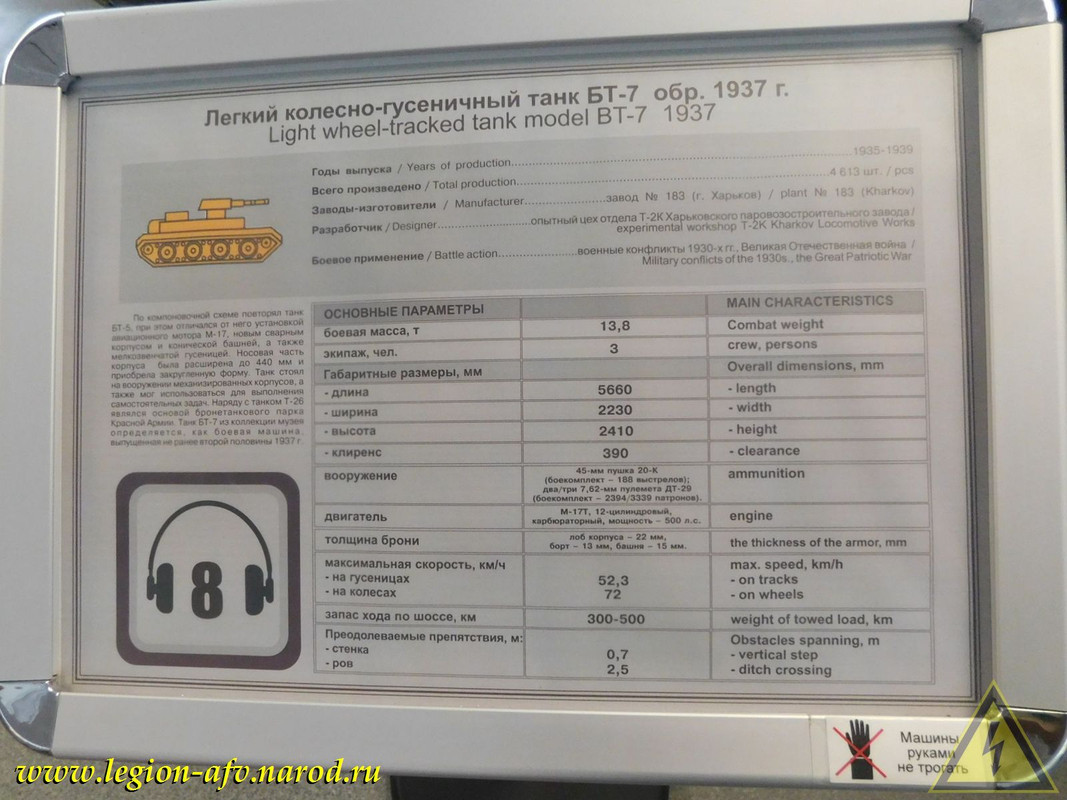 Легкий колесно-гусеничный танк БТ-7 обр. 1937 г.
Light wheel-tracked tank model BT-7 1937
Годы выпуска / Years of production...1935-1939
Всего произведено / Total production...4 613 шт. / pcs
Заводы-изготовители / Manufacturer...завод № 183 (г. Харьков) / plant № 183 (Kharkov)
Разработчик / Designer...опытный цех отдела Т-2К Харьковского паровозостроительного завода /
experimental workshop T-2K Kharkov Locomotive Works
Боевое применение / Battle action...военные конфликты 1930-х гг., Великая Отечественная война /
Military conflicts of the 1930s., the Great Patriotic War
По компоновочной схеме повторял танк
БТ-5, при этом отличался от него установкой
авиационного мотора М-17, новым сварным
корпусом и конической башней, а также
мелкозвенчатой гусеницей. Носовая часть
корпуса была расширена до 440 мм и
приобрела закругленную форму. Танк стоял
на вооружении механизированных корпусов, а
также мог использоваться для выполнения
самостоятельных задач. Наряду с танком Т-26
являлся основой бронетанкового парка
Красной Армии. Танк БТ-7 из коллекции музея
определяется, как боевая машина,
выпущенная не ранее второй половины 1937 г.
8
ОСНОВНЫЕ ПАРАМЕТРЫ MAIN CHARACTERISTICS
боевая масса, т 13,8 Combat weight
экипаж, чел. 3 crew, persons
Габаритные размеры, мм Overall dimensions, mm
- длина 5660 - length
- ширина 2230 - width
- высота 2410 - height
- клиренс 390 - clearance
вооружение 45-мм пушка 20-К ammunition
(боекомплект – 188 выстрелов);
два/три 7,62-мм пулемета ДТ-29
(боекомплект – 2394/3339 патронов).
двигатель М-17Т, 12-цилиндровый, engine
карбюраторный, мощность – 500 л.с.
толщина брони лоб корпуса – 22 мм, the thickness of the armor, mm
борт – 13 мм, башня – 15 мм.
максимальная скорость, км/ч max. speed, km/h
- на гусеницах 52,3 - on tracks
- на колесах 72 - on wheels
запас хода по шоссе, км 300-500 weight of towed load, km
Преодолеваемые препятствия, м: Obstacles spanning, m
- стенка 0,7 - vertical step
- ров 2,5 - ditch crossing
Машины
руками
не трогать
www.legion-afv.narod.ru